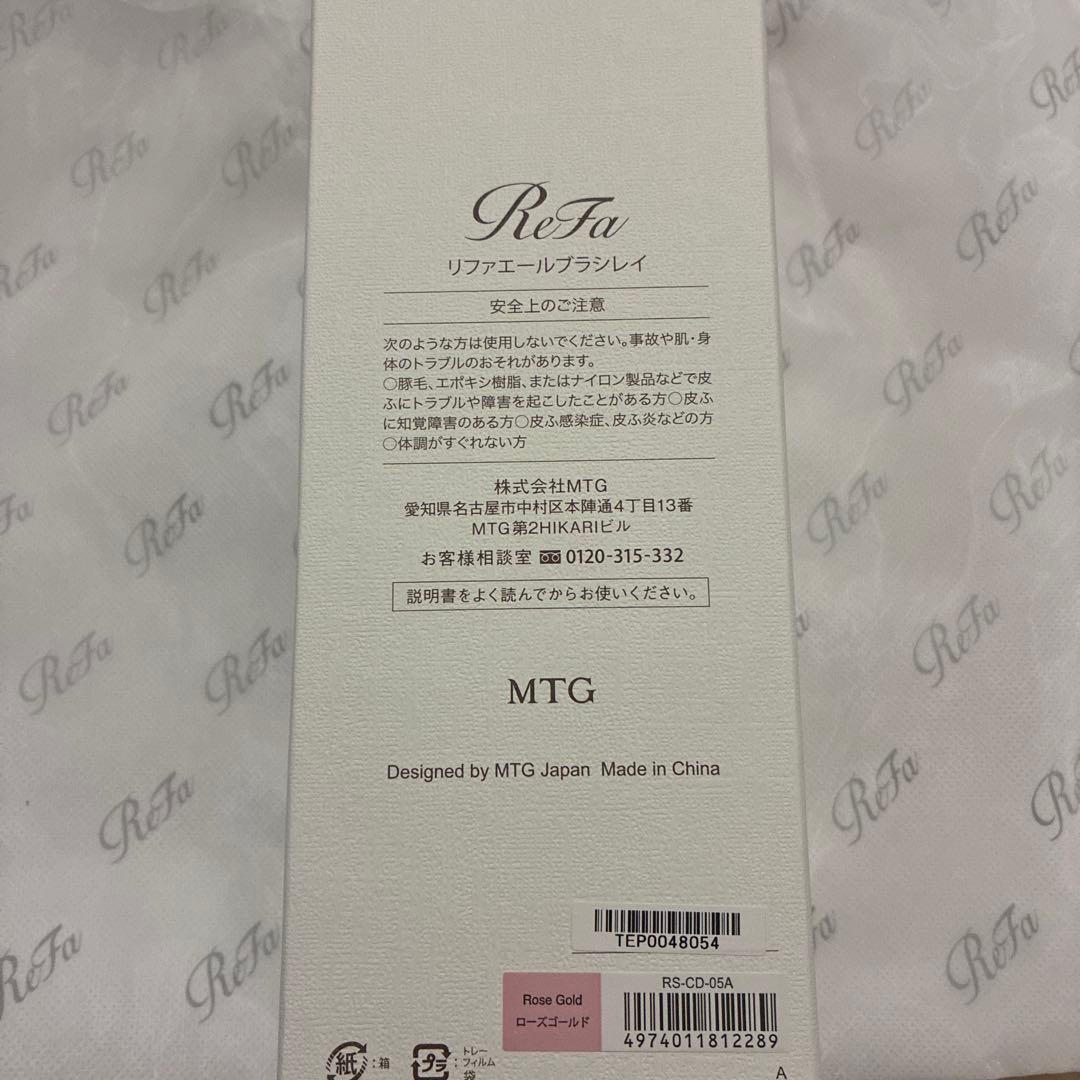 ReFa
リファエールブラシレイ
安全上のご注意
次のような方は使用しないでください。事故や肌・身
体のトラブルのおそれがあります。
○豚毛、エポキシ樹脂、またはナイロン製品などで皮
ふにトラブルや障害を起こしたことがある方○皮ふ
に知覚障害のある方○皮ふ感染症、皮ふ炎などの方
○体調がすぐれない方
株式会社MTG
愛知県名古屋市中村区本陣通4丁目13番
MTG第2HIKARIビル
お客様相談室 0120-315-332
説明書をよく読んでからお使いください。
MTG
Designed by MTG Japan Made in China
TEP0048054
RS-CD-05A
Rose Gold
ローズゴールド
4974011812289
紙:箱
プラ:トレー
フィルム
袋
A